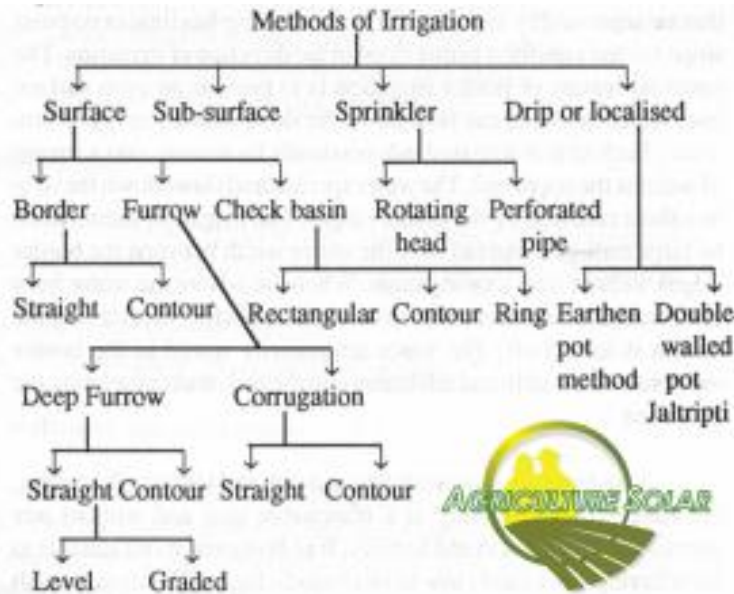 Methods of Irrigation
Surface Sub-surface Sprinkler Drip or localised
Border Furrow Check basin Rotating head Perforated pipe
Straight Contour Rectangular Contour Ring Earthen pot method Double walled pot Jaltripti
Deep Furrow Corrugation
Straight Contour Straight Contour
AGRICULTURE SOLAR
Level Graded